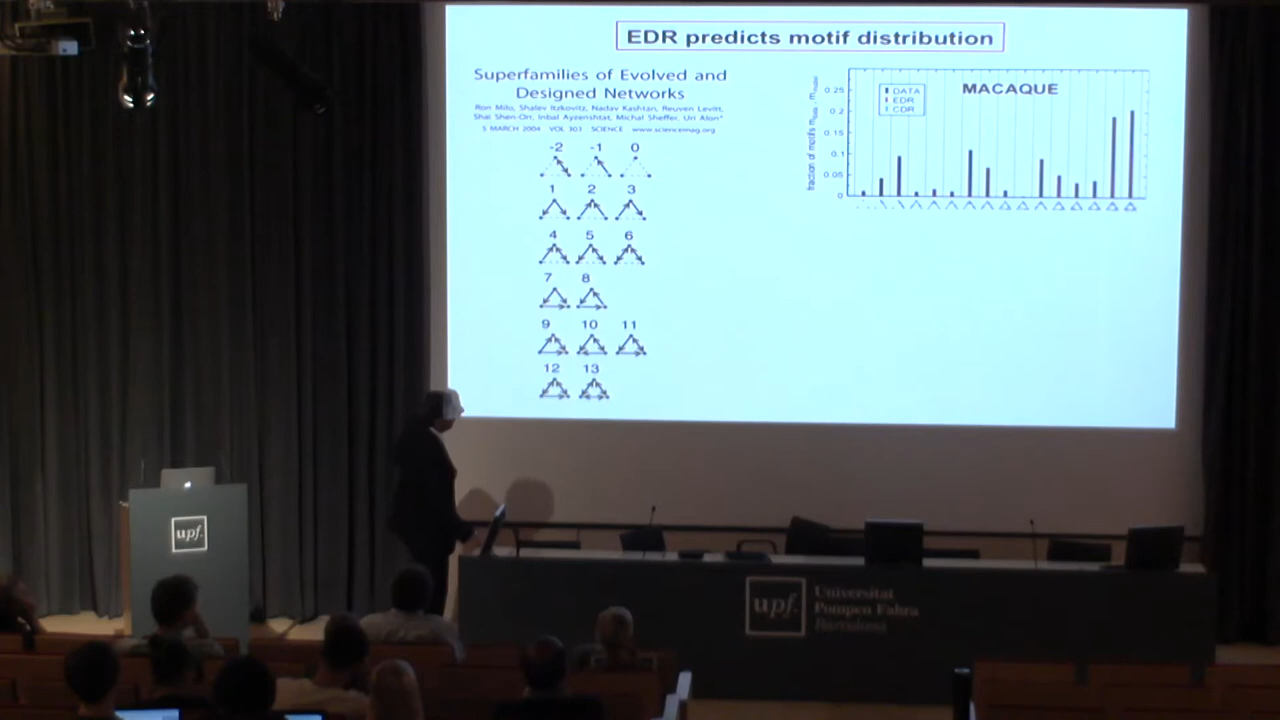 EDR predicts motif distribution
Superfamilies of Evolved and
Designed Networks
Ron Milo, Shalev Itzkovitz, Nadav Kashtan, Reuven Levitt,
Shai Shen-Orr, Inbal Ayzenshtat, Michal Sheffer, Uri Alon*
5 MARCH 2004 VOL 303 SCIENCE www.sciencemag.org
-2 -1 0
1 2 3
4 5 6
7 8
9 10 11
12 13
MACAQUE
DATA
EDR
CDR
0.25
0.2
0.15
0.1
0.05
0
fraction of motifs
upf.
upf.
Universitat
Pompeu Fabra
Barcelona